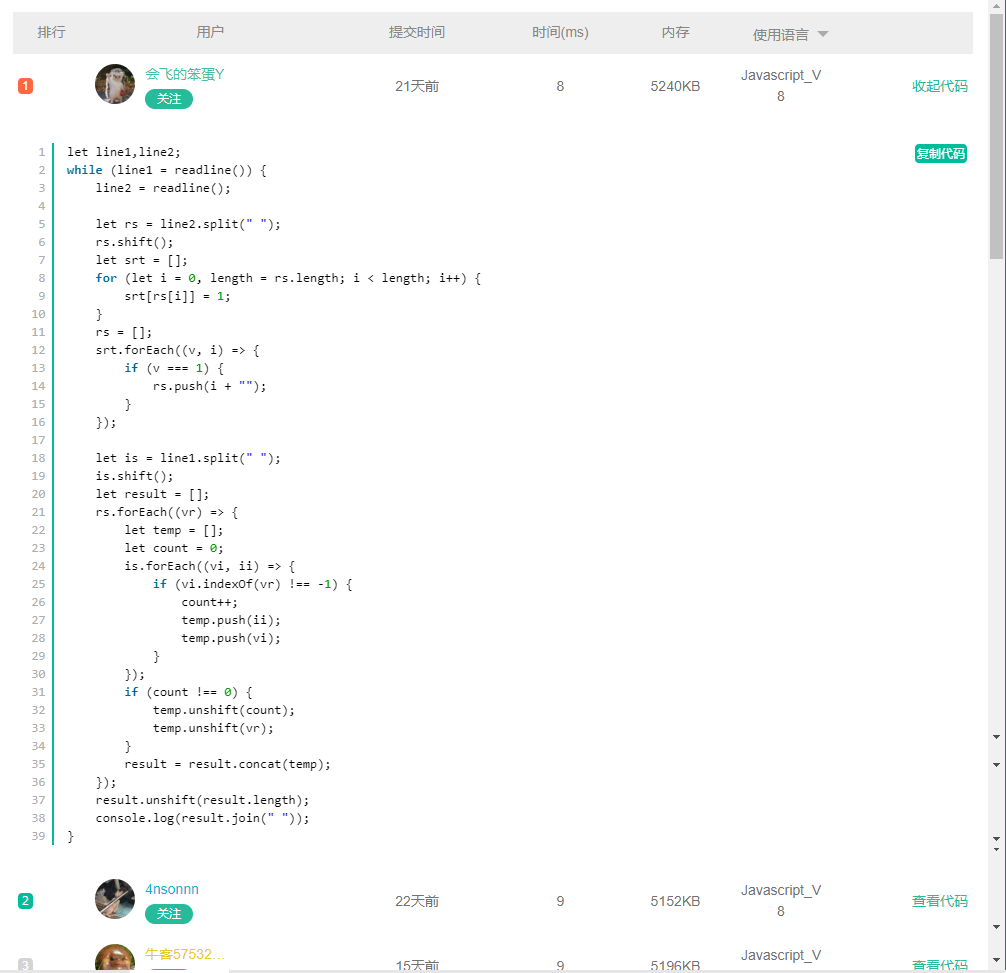 排行 用户 提交时间 时间(ms) 内存 使用语言
1 会飞的笨蛋Y 关注 21天前 8 5240KB Javascript_V8 收起代码
复制代码
1 let line1,line2;
2 while (line1 = readline()) {
3     line2 = readline();
4
5     let rs = line2.split(" ");
6     rs.shift();
7     let srt = [];
8     for (let i = 0, length = rs.length; i < length; i++) {
9         srt[rs[i]] = 1;
10     }
11     rs = [];
12     srt.forEach((v, i) => {
13         if (v === 1) {
14             rs.push(i + "");
15         }
16     });
17
18     let is = line1.split(" ");
19     is.shift();
20     let result = [];
21     rs.forEach((vr) => {
22         let temp = [];
23         let count = 0;
24         is.forEach((vi, ii) => {
25             if (vi.indexOf(vr) !== -1) {
26                 count++;
27                 temp.push(ii);
28                 temp.push(vi);
29             }
30         });
31         if (count !== 0) {
32             temp.unshift(count);
33             temp.unshift(vr);
34         }
35         result = result.concat(temp);
36     });
37     result.unshift(result.length);
38     console.log(result.join(" "));
39 }
2 4nsonnn 关注 22天前 9 5152KB Javascript_V8 查看代码
3 牛客57532... 15天前 9 5196KB Javascript_V 查看代码